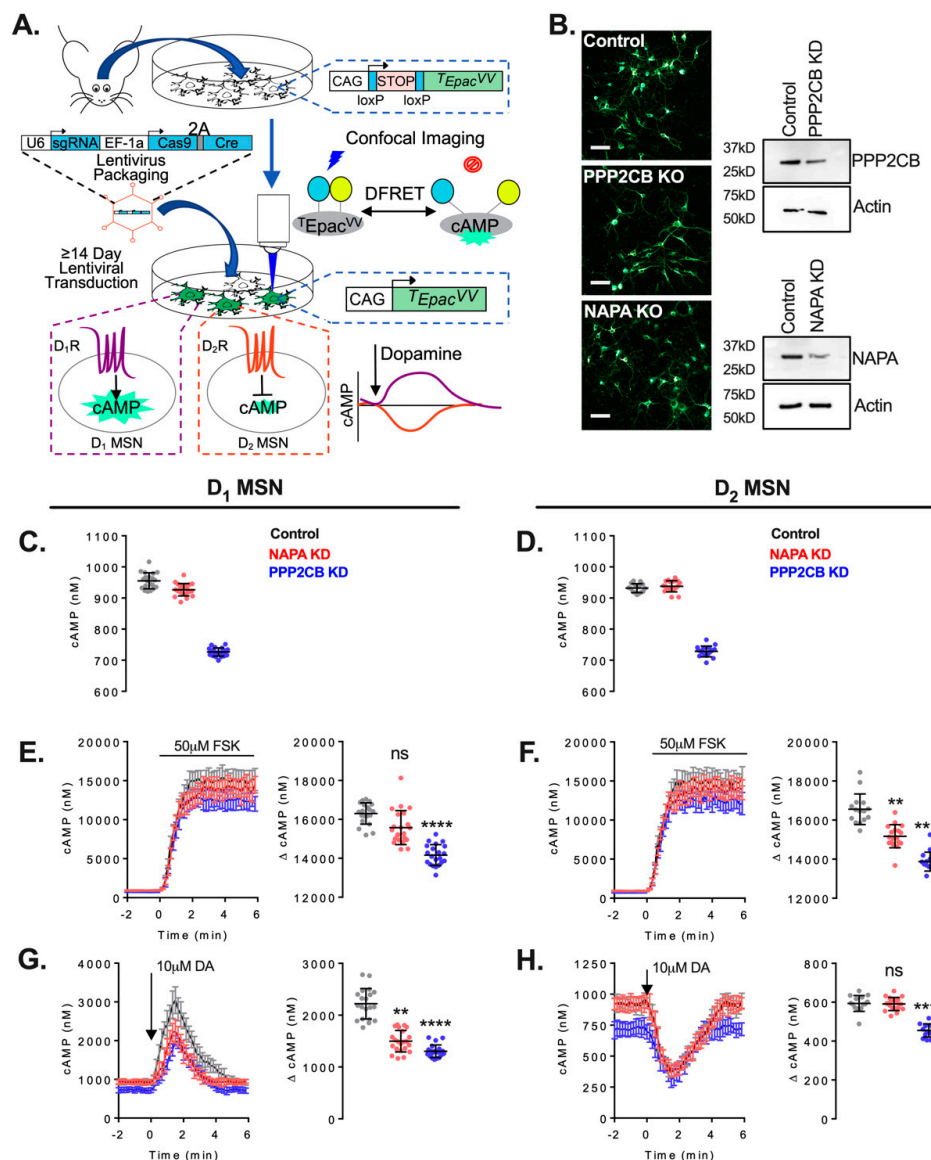 A.
CAG STOP TEpacVV
loxP loxP
2A
U6 sgRNA EF-1a Cas9 Cre
Lentivirus
Packaging
Confocal Imaging
DFRET
TEpacVV
cAMP
≥14 Day
Lentiviral
Transduction
CAG TEpacVV
D1R
cAMP
D1 MSN
D2R
cAMP
D2 MSN
Dopamine
cAMP
B.
Control
PPP2CB KO
NAPA KO
Control
PPP2CB KD
37kD
25kD
PPP2CB
75kD
50kD
Actin
Control
NAPA KD
37kD
25kD
NAPA
75kD
50kD
Actin
D1 MSN
D2 MSN
C.
Control
NAPA KD
PPP2CB KD
cAMP (nM)
1100
1000
900
800
700
600
D.
Control
NAPA KD
PPP2CB KD
cAMP (nM)
1100
1000
900
800
700
600
E.
50μM FSK
cAMP (nM)
20000
15000
10000
5000
0
-2 0 2 4 6
Time (min)
ns
****
Δ cAMP (nM)
20000
18000
16000
14000
12000
F.
50μM FSK
cAMP (nM)
20000
15000
10000
5000
0
-2 0 2 4 6
Time (min)
**
Δ cAMP (nM)
20000
18000
16000
14000
12000
G.
10μM DA
cAMP (nM)
4000
3000
2000
1000
0
-2 0 2 4 6
Time (min)
**
****
Δ cAMP (nM)
3000
2000
1000
0
H.
10μM DA
cAMP (nM)
1250
1000
750
500
250
0
-2 0 2 4 6
Time (min)
ns
Δ cAMP (nM)
800
600
400
200
0